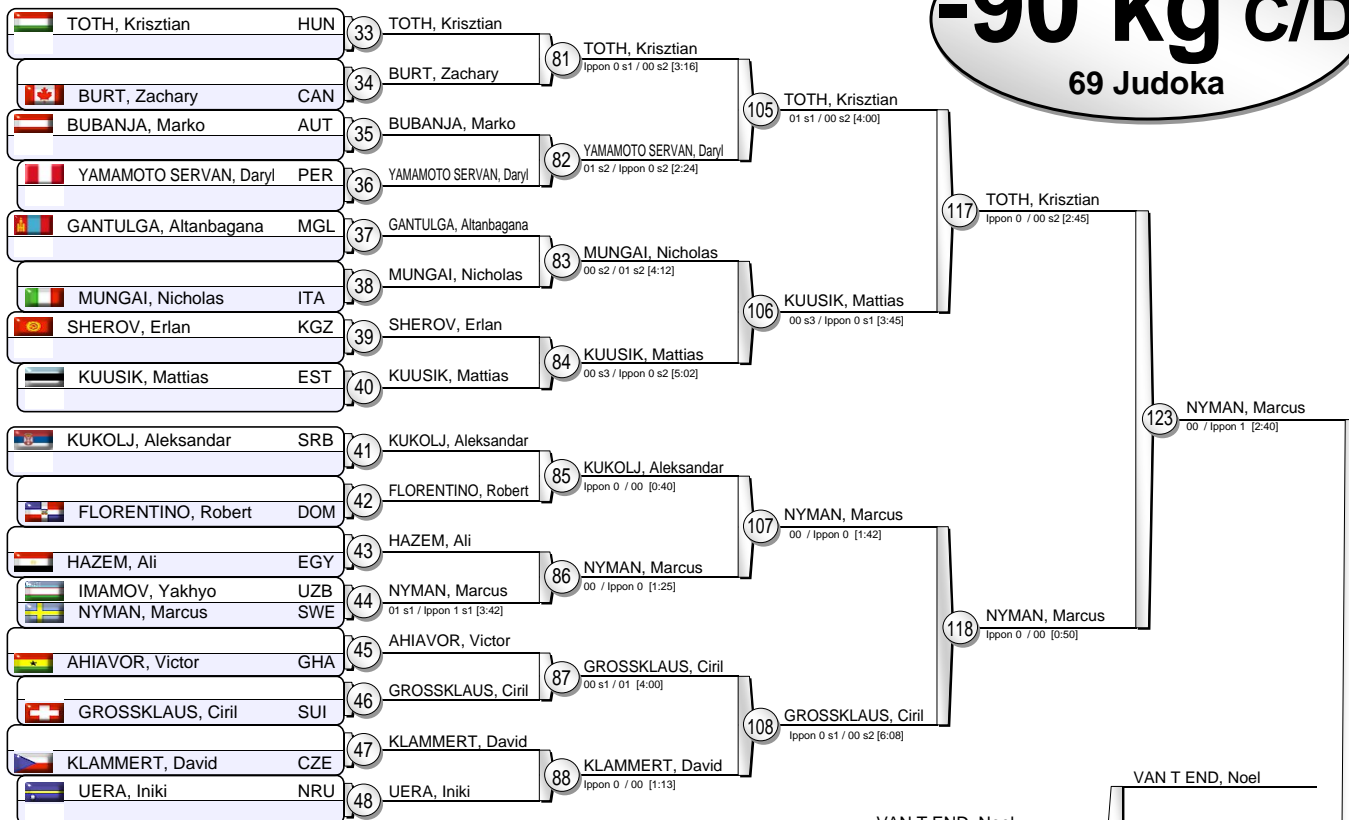 -90 kg C/D
69 Judoka
TOTH, Krisztian HUN
33
TOTH, Krisztian
81
TOTH, Krisztian
Ippon 0 s1 / 00 s2 [3:16]
BURT, Zachary CAN
34
BURT, Zachary
105
TOTH, Krisztian
01 s1 / 00 s2 [4:00]
BUBANJA, Marko AUT
35
BUBANJA, Marko
82
YAMAMOTO SERVAN, Daryl
01 s2 / Ippon 0 s2 [2:24]
YAMAMOTO SERVAN, Daryl PER
36
YAMAMOTO SERVAN, Daryl
117
TOTH, Krisztian
Ippon 0 / 00 s2 [2:45]
GANTULGA, Altanbagana MGL
37
GANTULGA, Altanbagana
83
MUNGAI, Nicholas
00 s2 / 01 s2 [4:12]
MUNGAI, Nicholas ITA
38
MUNGAI, Nicholas
106
KUUSIK, Mattias
00 s3 / Ippon 0 s1 [3:45]
SHEROV, Erlan KGZ
39
SHEROV, Erlan
84
KUUSIK, Mattias
00 s3 / Ippon 0 s2 [5:02]
KUUSIK, Mattias EST
40
KUUSIK, Mattias
123
NYMAN, Marcus
00 / Ippon 1 [2:40]
KUKOLJ, Aleksandar SRB
41
KUKOLJ, Aleksandar
85
KUKOLJ, Aleksandar
Ippon 0 / 00 [0:40]
FLORENTINO, Robert DOM
42
FLORENTINO, Robert
107
NYMAN, Marcus
00 / Ippon 0 [1:42]
HAZEM, Ali EGY
43
HAZEM, Ali
86
NYMAN, Marcus
00 / Ippon 0 [1:25]
IMAMOV, Yakhyo UZB
NYMAN, Marcus SWE
44
NYMAN, Marcus
01 s1 / Ippon 1 s1 [3:42]
118
NYMAN, Marcus
Ippon 0 / 00 [0:50]
AHIAVOR, Victor GHA
45
AHIAVOR, Victor
87
GROSSKLAUS, Ciril
00 s1 / 01 [4:00]
GROSSKLAUS, Ciril SUI
46
GROSSKLAUS, Ciril
108
GROSSKLAUS, Ciril
Ippon 0 s1 / 00 s2 [6:08]
KLAMMERT, David CZE
47
KLAMMERT, David
88
KLAMMERT, David
Ippon 0 / 00 [1:13]
UERA, Iniki NRU
48
UERA, Iniki
VAN T END, Noel
VAN T END, Noel